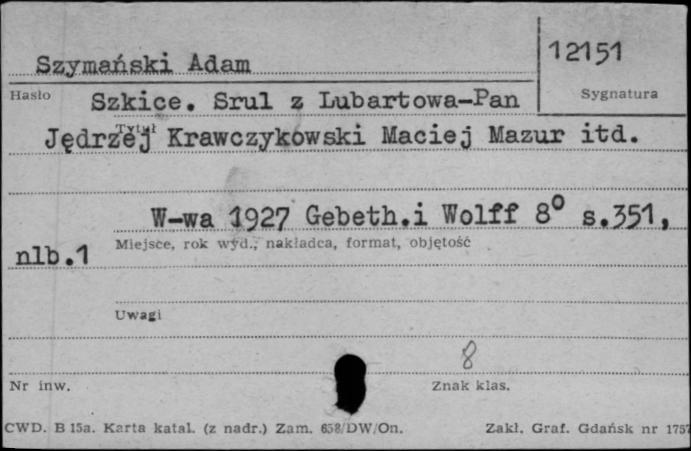 Szymański Adam
12151
Hasło
Sygnatura
Szkice. Srul z Lubartowa-Pan
Tytuł
Jędrzej Krawczykowski Maciej Mazur itd.
W-wa 1927 Gebeth.i Wolff 8° s.351,
Miejsce, rok wyd., nakładca, format, objętość
nlb.1
Uwagi
8
Nr inw.
Znak klas.
CWD. B 15a. Karta katal. (z nadr.) Zam. 658/DW/On.
Zakł. Graf. Gdańsk nr 1757